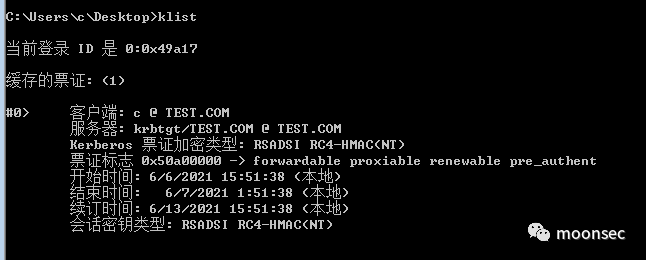 C:\Users\c\Desktop>klist
当前登录 ID 是 0:0x49a17
缓存的票证: (1)
#0> 客户端: c @ TEST.COM
服务器: krbtgt/TEST.COM @ TEST.COM
Kerberos 票证加密类型: RSADSI RC4-HMAC(NT)
票证标志 0x50a00000 -> forwardable proxiable renewable pre_authent
开始时间: 6/6/2021 15:51:38 (本地)
结束时间: 6/7/2021 1:51:38 (本地)
续订时间: 6/13/2021 15:51:38 (本地)
会话密钥类型: RSADSI RC4-HMAC(NT)
moonsec